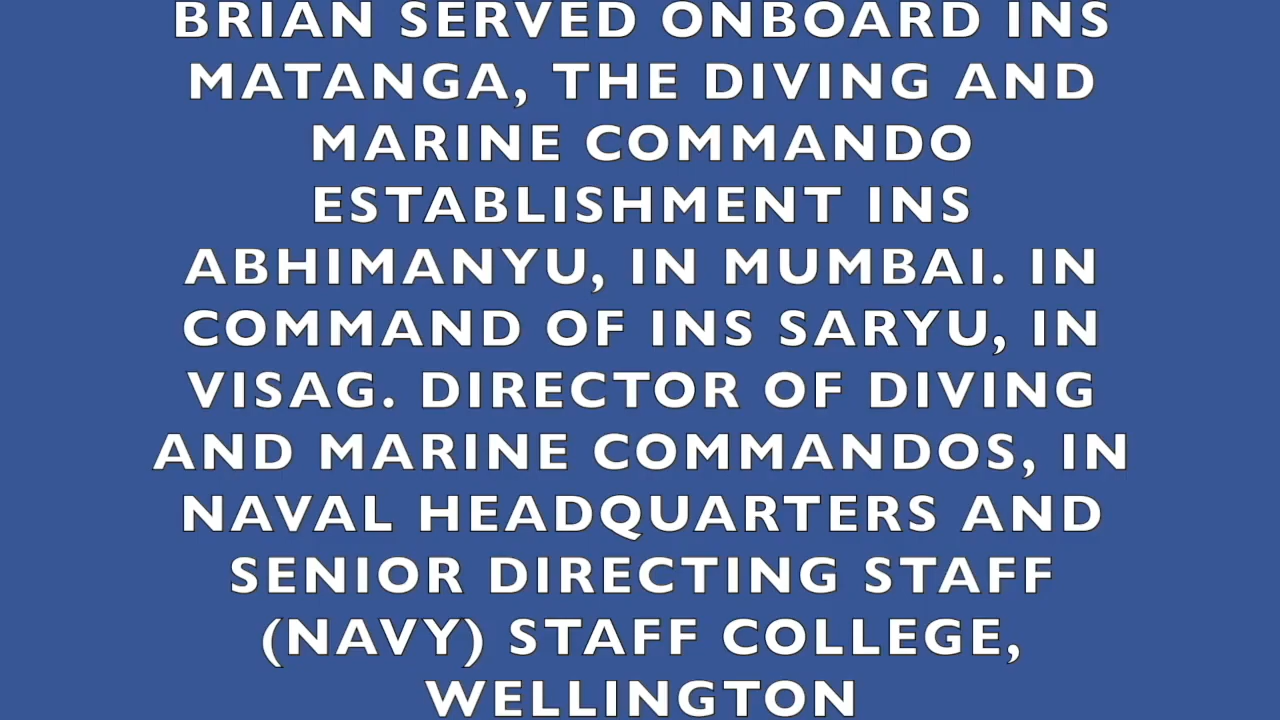 BRIAN SERVED ONBOARD INS
MATANGA, THE DIVING AND
MARINE COMMANDO
ESTABLISHMENT INS
ABHIMANYU, IN MUMBAI. IN
COMMAND OF INS SARYU, IN
VISAG. DIRECTOR OF DIVING
AND MARINE COMMANDOS, IN
NAVAL HEADQUARTERS AND
SENIOR DIRECTING STAFF
(NAVY) STAFF COLLEGE,
WELLINGTON